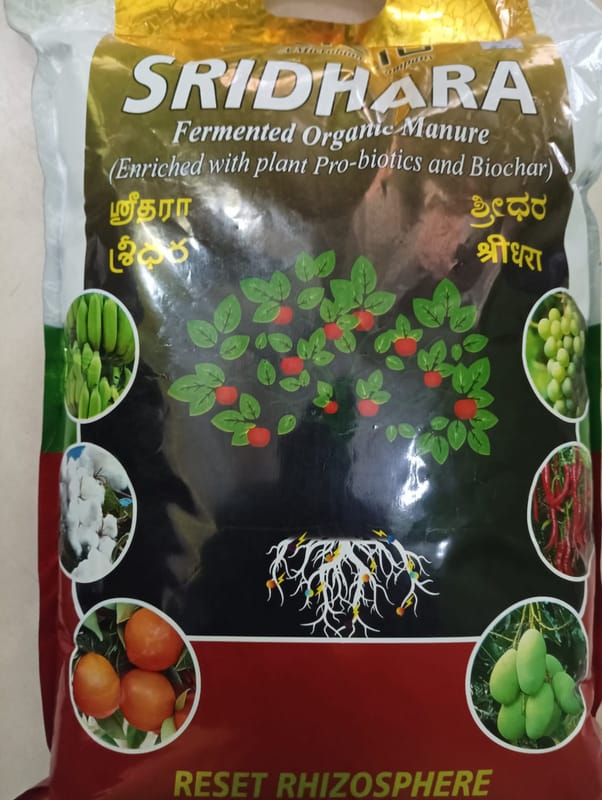 SRIDHARA
Fermented Organic Manure
(Enriched with plant Pro-biotics and Biochar)
ஸ்ரீதரா
ಶ್ರೀಧರ
శ్రీధర
श्रीधरा
RESET RHIZOSPHERE